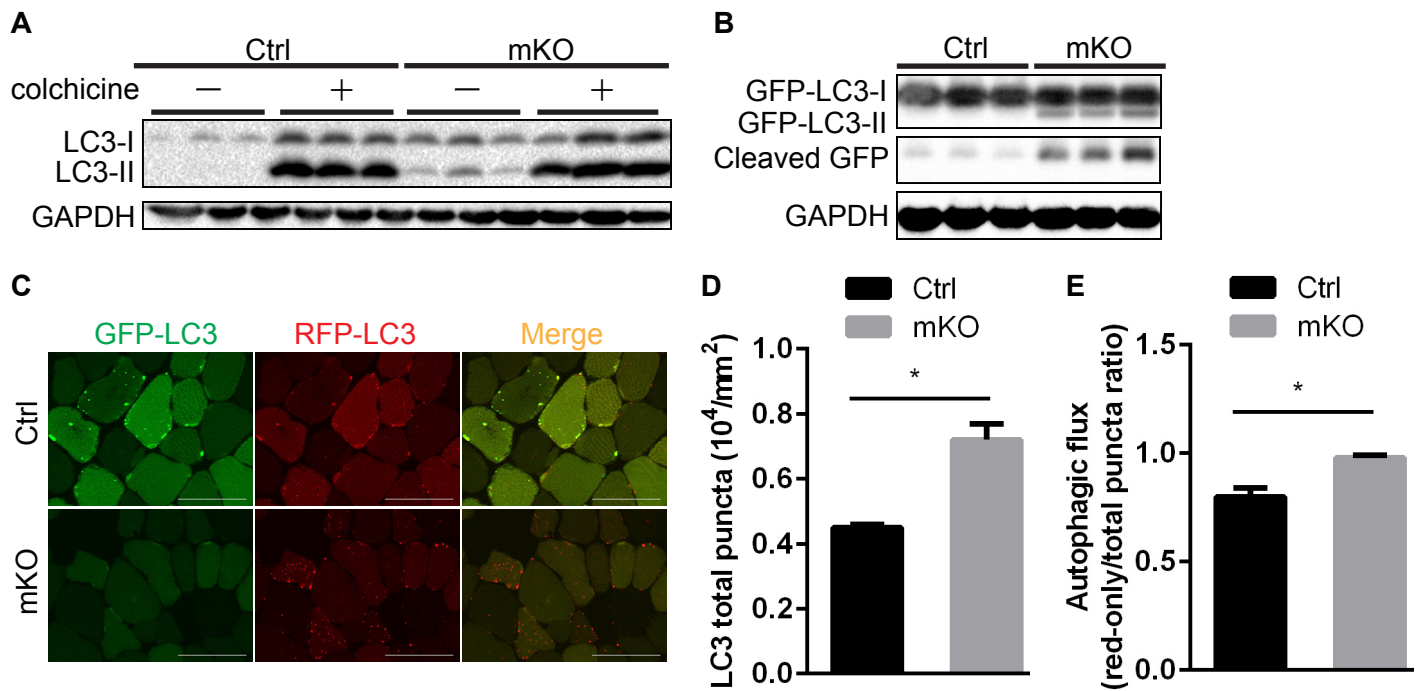 A
Ctrl mKO
colchicine − + − +
LC3-I
LC3-II
GAPDH
B
Ctrl mKO
GFP-LC3-I
GFP-LC3-II
Cleaved GFP
GAPDH
C
GFP-LC3 RFP-LC3 Merge
Ctrl
mKO
D
Ctrl
mKO
LC3 total puncta (10⁴/mm²)
1.0
0.8
0.6
0.4
0.2
0.0
*
E
Ctrl
mKO
Autophagic flux
(red-only/total puncta ratio)
1.5
1.0
0.5
0.0
*